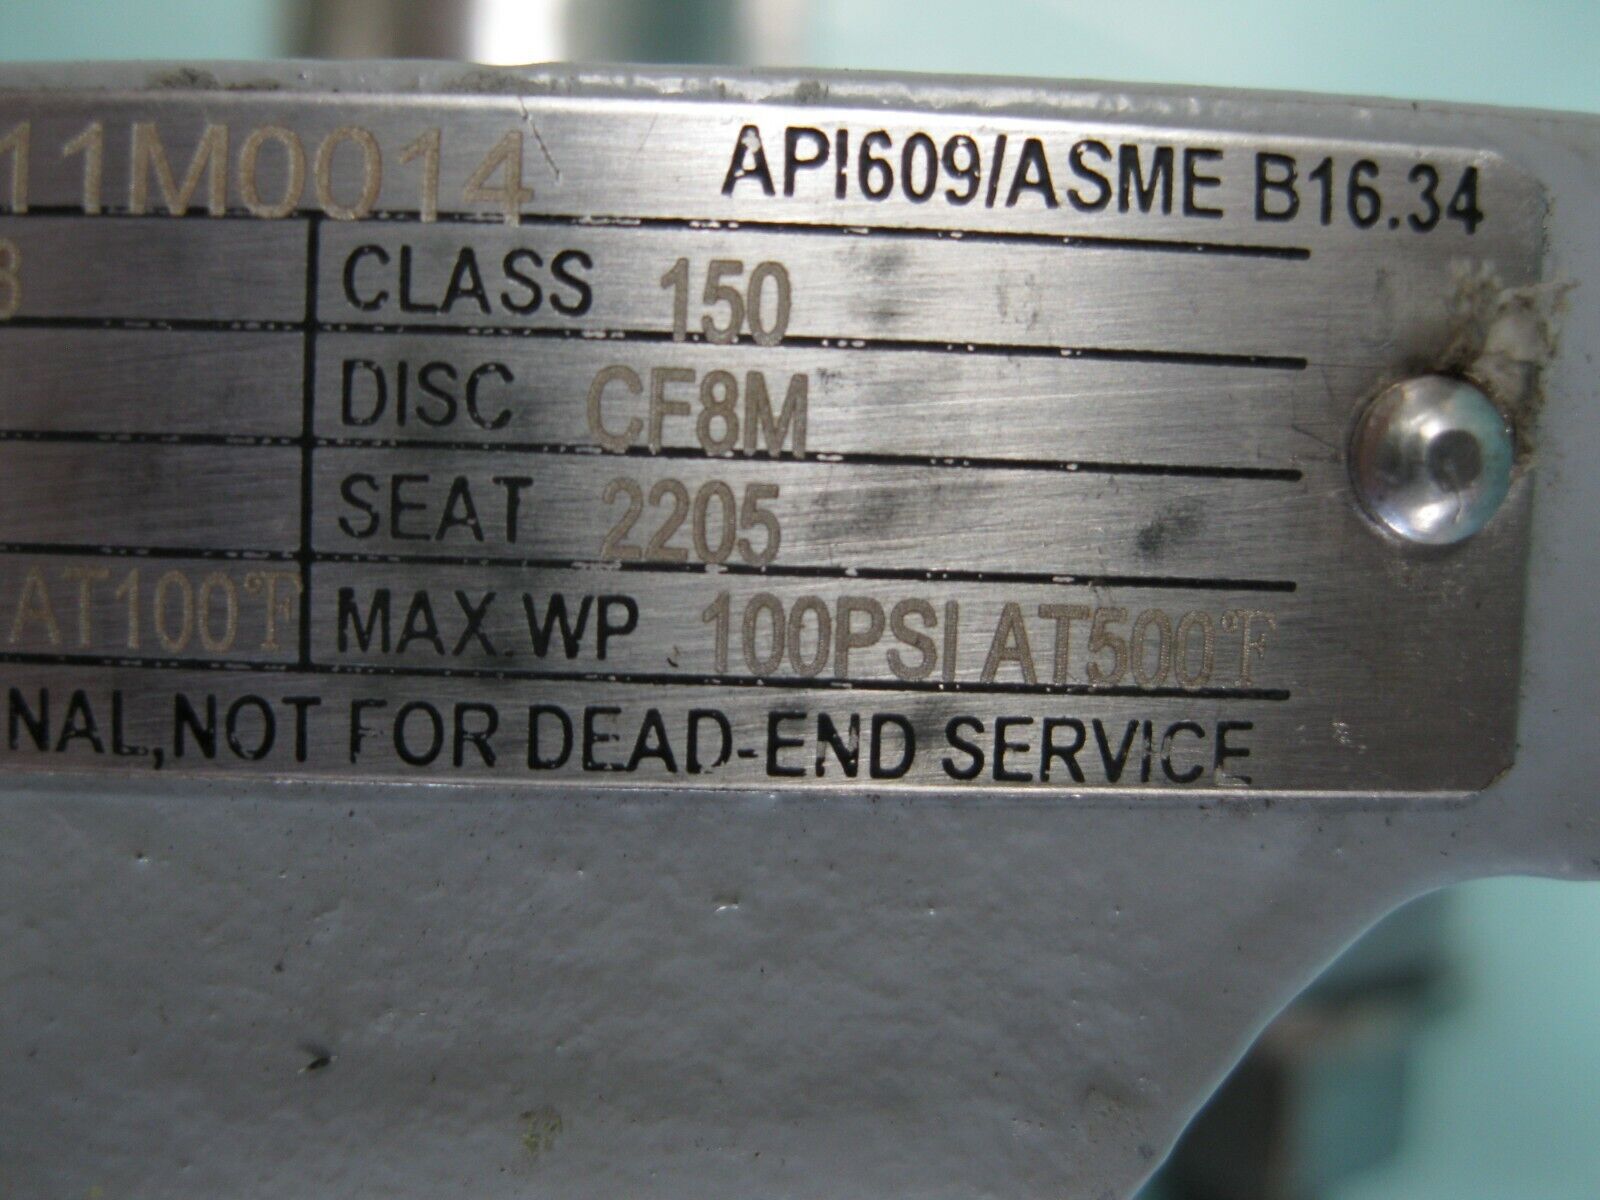 11M0014 API609/ASME B16.34
CLASS 150
DISC CF8M
SEAT 2205
AT100°F MAX.WP 100PSI AT500°F
NAL,NOT FOR DEAD-END SERVICE